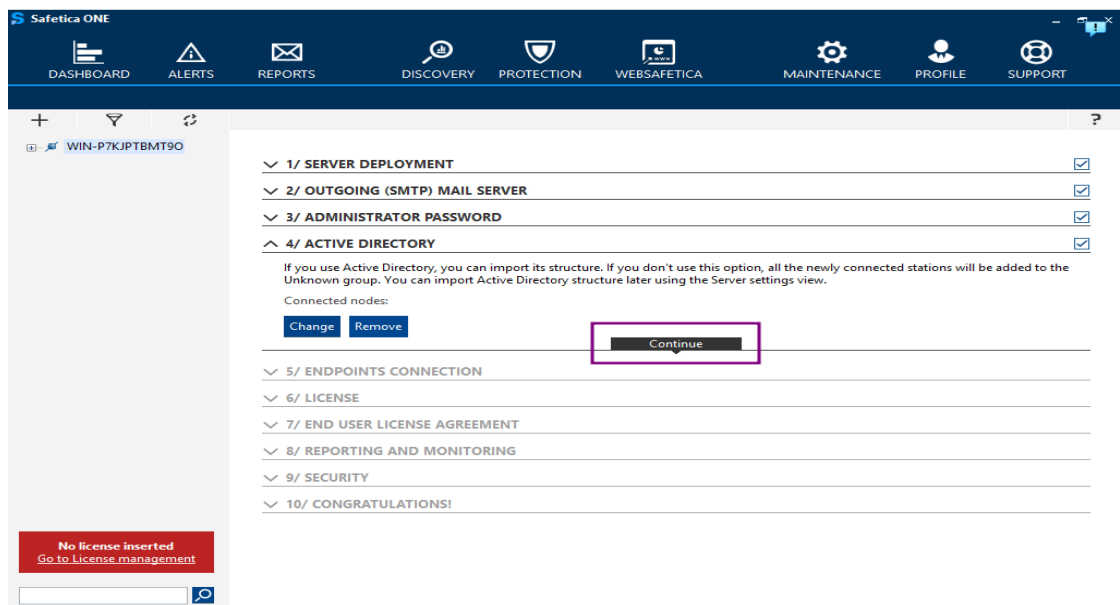 Safetica ONE
DASHBOARD
ALERTS
REPORTS
DISCOVERY
PROTECTION
WEBSAFETICA
MAINTENANCE
PROFILE
SUPPORT
?
WIN-P7KJPTBMT9O
1/ SERVER DEPLOYMENT
2/ OUTGOING (SMTP) MAIL SERVER
3/ ADMINISTRATOR PASSWORD
4/ ACTIVE DIRECTORY
If you use Active Directory, you can import its structure. If you don't use this option, all the newly connected stations will be added to the
Unknown group. You can import Active Directory structure later using the Server settings view.
Connected nodes:
Change Remove
Continue
5/ ENDPOINTS CONNECTION
6/ LICENSE
7/ END USER LICENSE AGREEMENT
8/ REPORTING AND MONITORING
9/ SECURITY
10/ CONGRATULATIONS!
No license inserted
Go to License management